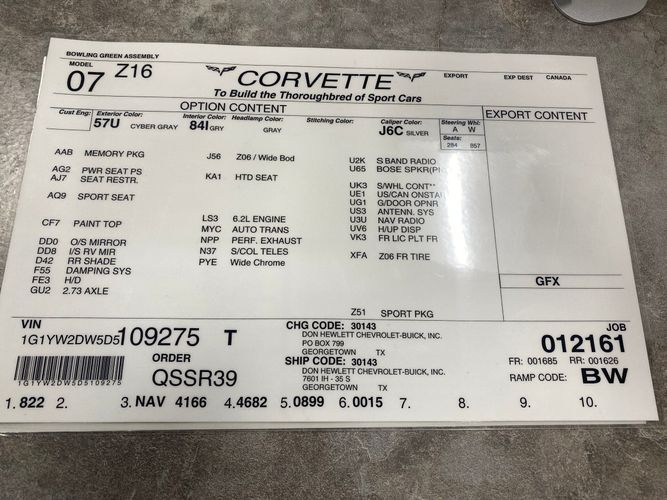 BOWLING GREEN ASSEMBLY
MODEL
07 Z16
CORVETTE
To Build the Thoroughbred of Sport Cars
EXPORT EXP DEST CANADA
OPTION CONTENT
EXPORT CONTENT
Cust Eng: Exterior Color: Interior Color: Headlamp Color: Stitching Color: Caliper Color: Steering Whl:
57U CYBER GRAY 84I GRY GRAY J6C SILVER A W
Seats:
284 857
AAB MEMORY PKG J56 Z06 / Wide Bod U2K S BAND RADIO
U65 BOSE SPKR(P
AG2 PWR SEAT PS
AJ7 SEAT RESTR. KA1 HTD SEAT
UK3 S/WHL CONT**
UE1 US/CAN ONSTA
AQ9 SPORT SEAT UG1 G/DOOR OPNR
US3 ANTENN. SYS
CF7 PAINT TOP LS3 6.2L ENGINE U3U NAV RADIO
MYC AUTO TRANS UV6 H/UP DISP
DD0 O/S MIRROR NPP PERF. EXHAUST VK3 FR LIC PLT FR
DD8 I/S RV MIR N37 S/COL TELES
D42 RR SHADE PYE Wide Chrome XFA Z06 FR TIRE
F55 DAMPING SYS
FE3 H/D
GU2 2.73 AXLE
GFX
Z51 SPORT PKG
VIN
1G1YW2DW5D5109275 T
1G1YW2DW5D5109275
ORDER
QSSR39
CHG CODE: 30143
DON HEWLETT CHEVROLET-BUICK, INC.
PO BOX 799
GEORGETOWN TX
SHIP CODE: 30143
DON HEWLETT CHEVROLET-BUICK, INC.
7601 IH - 35 S
GEORGETOWN TX
JOB
012161
FR: 001685 RR: 001626
RAMP CODE: BW
1. 822 2. 3. NAV 4166 4. 4682 5. 0899 6. 0015 7. 8. 9. 10.